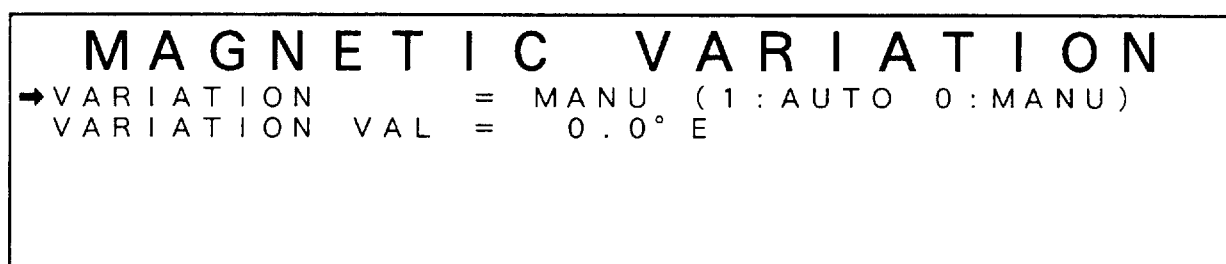 MAGNETIC VARIATION
➡VARIATION = MANU (1:AUTO 0:MANU)
VARIATION VAL = 0.0° E